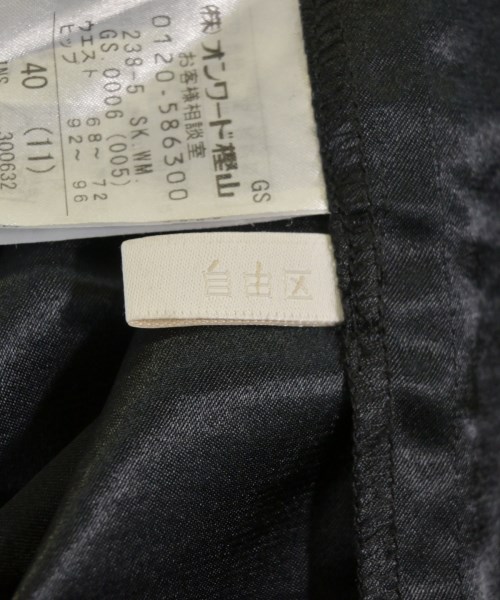 GS
(株)オンワード樫山
お客様相談室
0120-586300
238-5 SK.WM.
GS.0006 (005)
ウエスト 68~ 72
ヒップ 92~ 96
40 (11)
300632
自由区